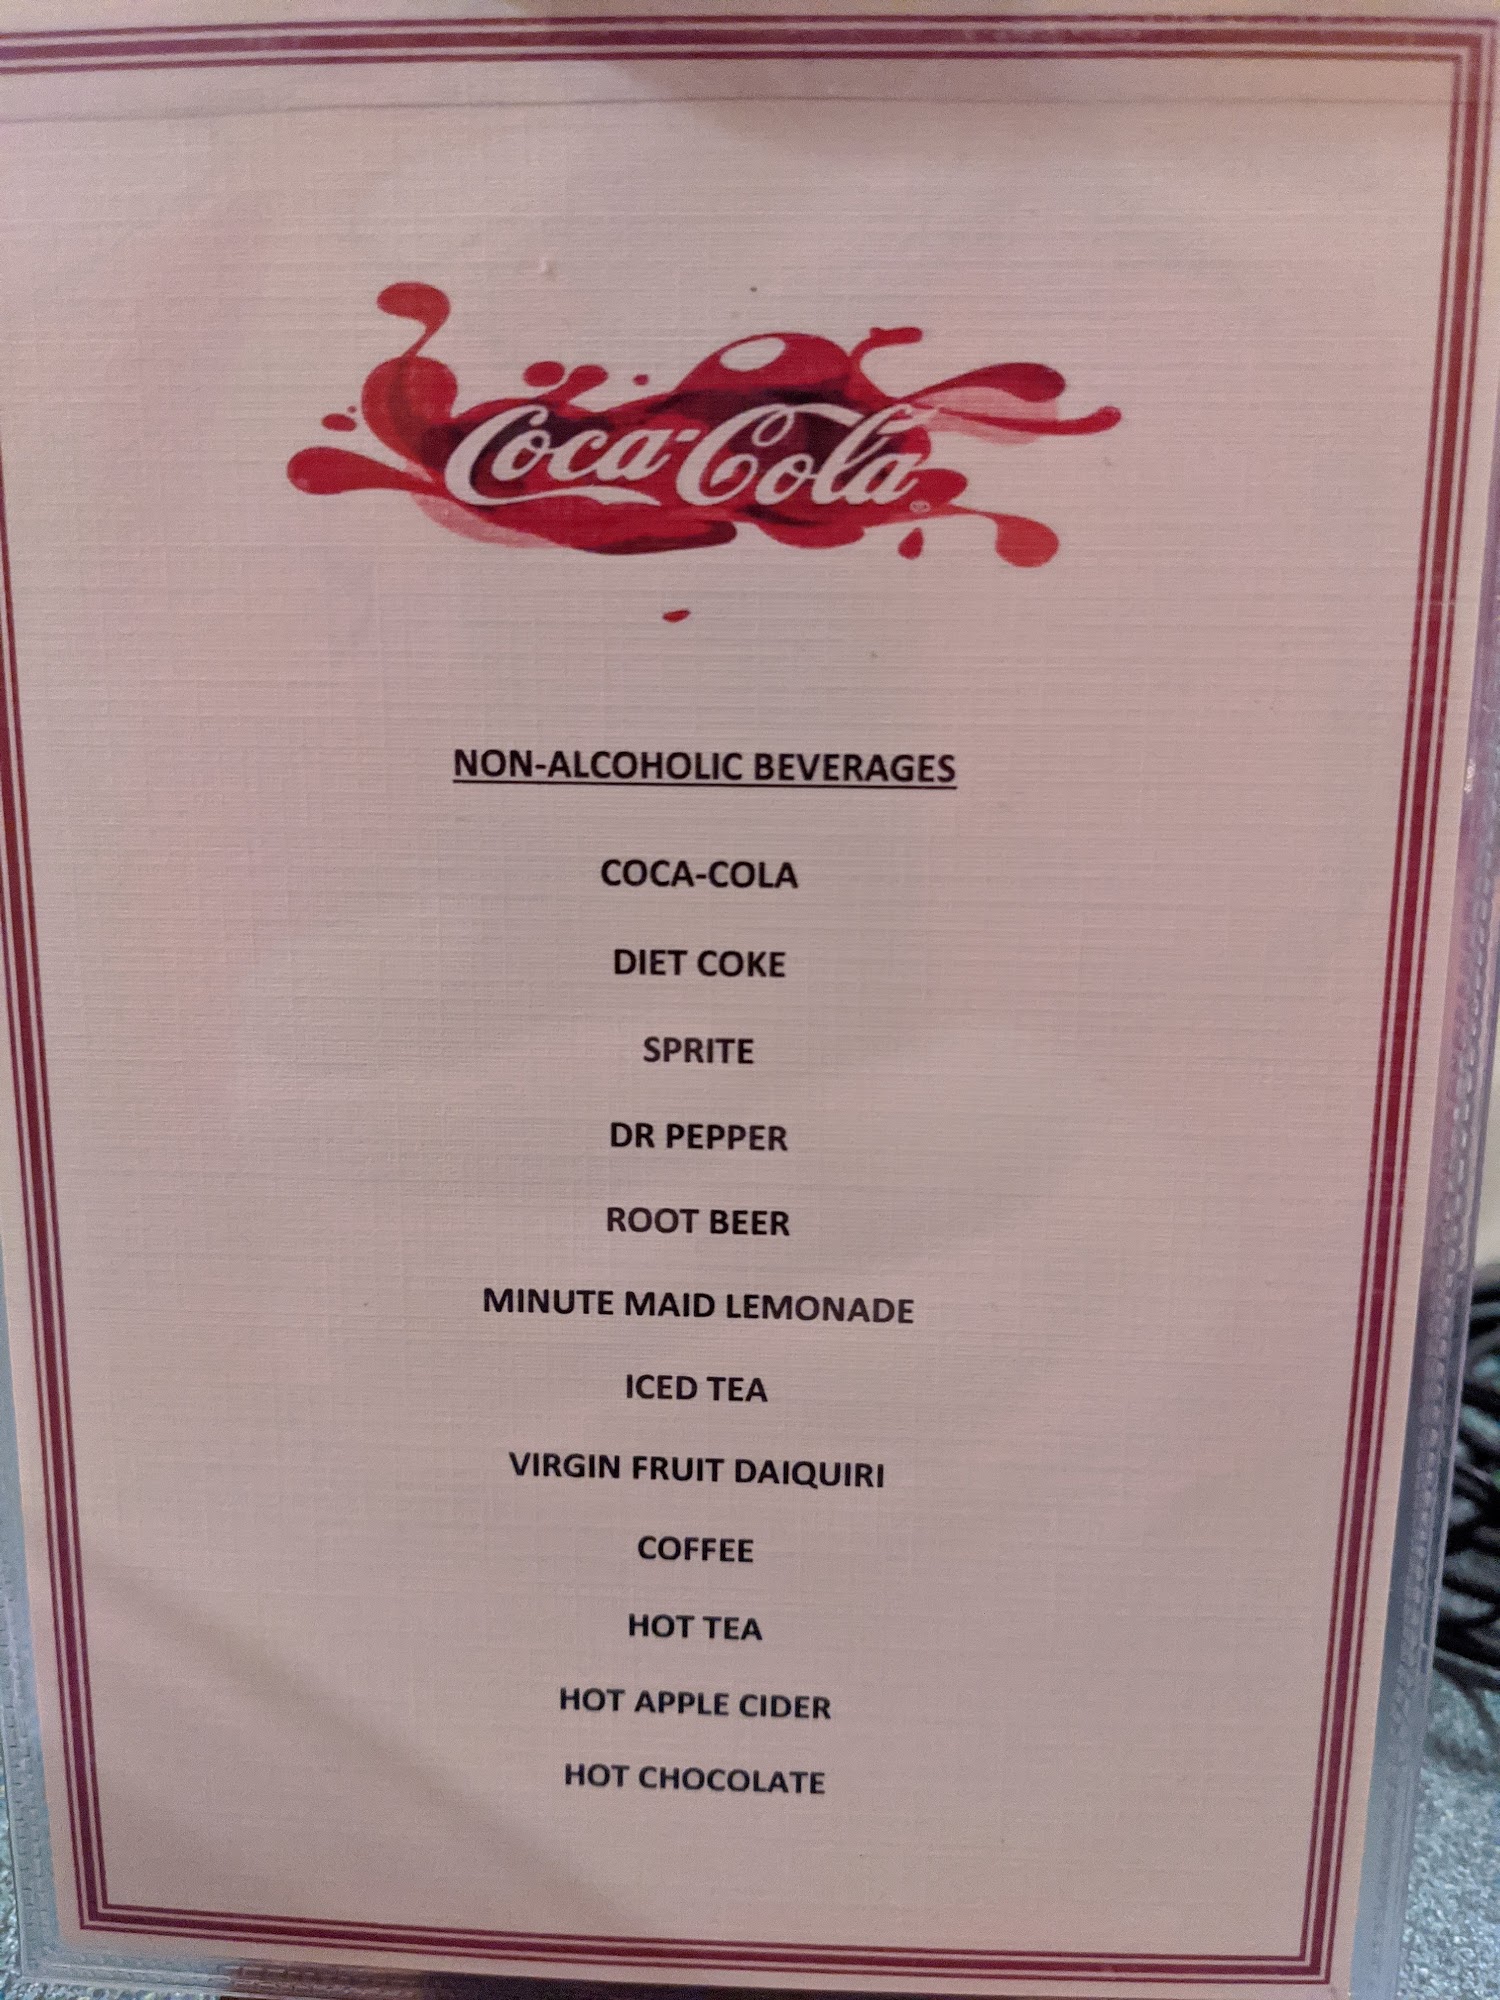 Coca-Cola
NON-ALCOHOLIC BEVERAGES
COCA-COLA
DIET COKE
SPRITE
DR PEPPER
ROOT BEER
MINUTE MAID LEMONADE
ICED TEA
VIRGIN FRUIT DAIQUIRI
COFFEE
HOT TEA
HOT APPLE CIDER
HOT CHOCOLATE